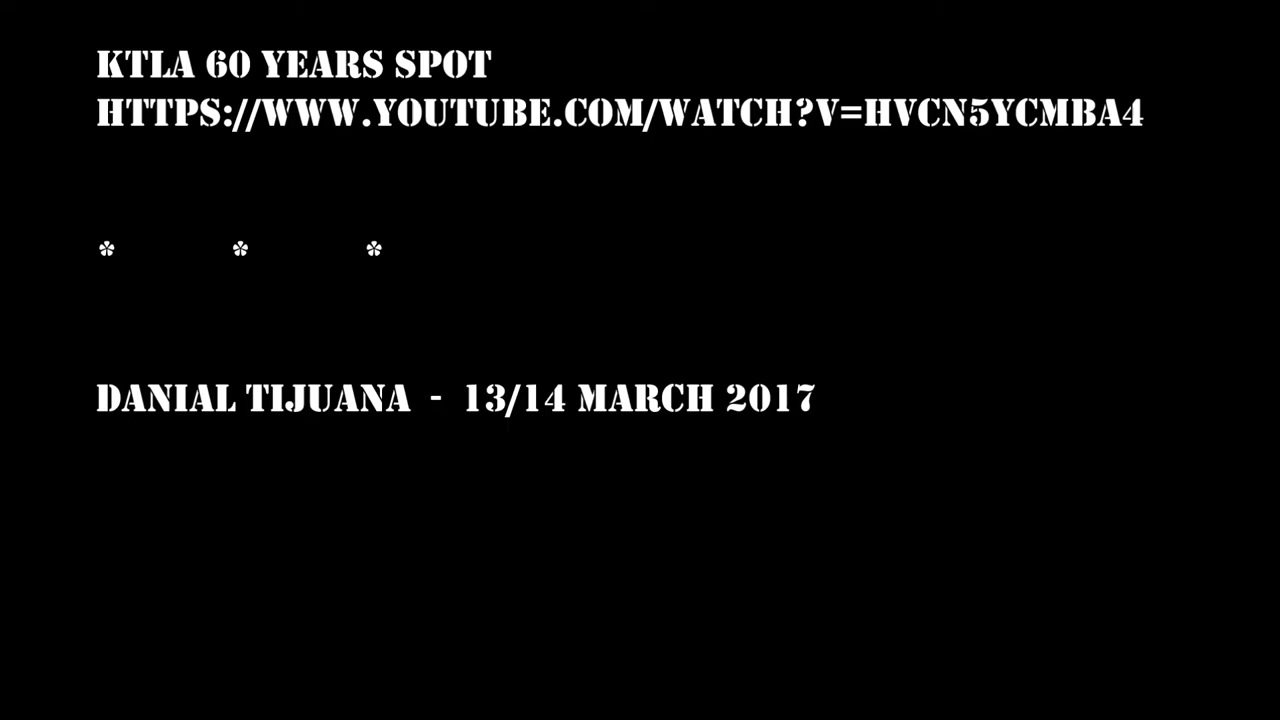 KTLA 60 YEARS SPOT
HTTPS://WWW.YOUTUBE.COM/WATCH?V=HVCN5YCMBA4
* * *
DANIAL TIJUANA - 13/14 MARCH 2017